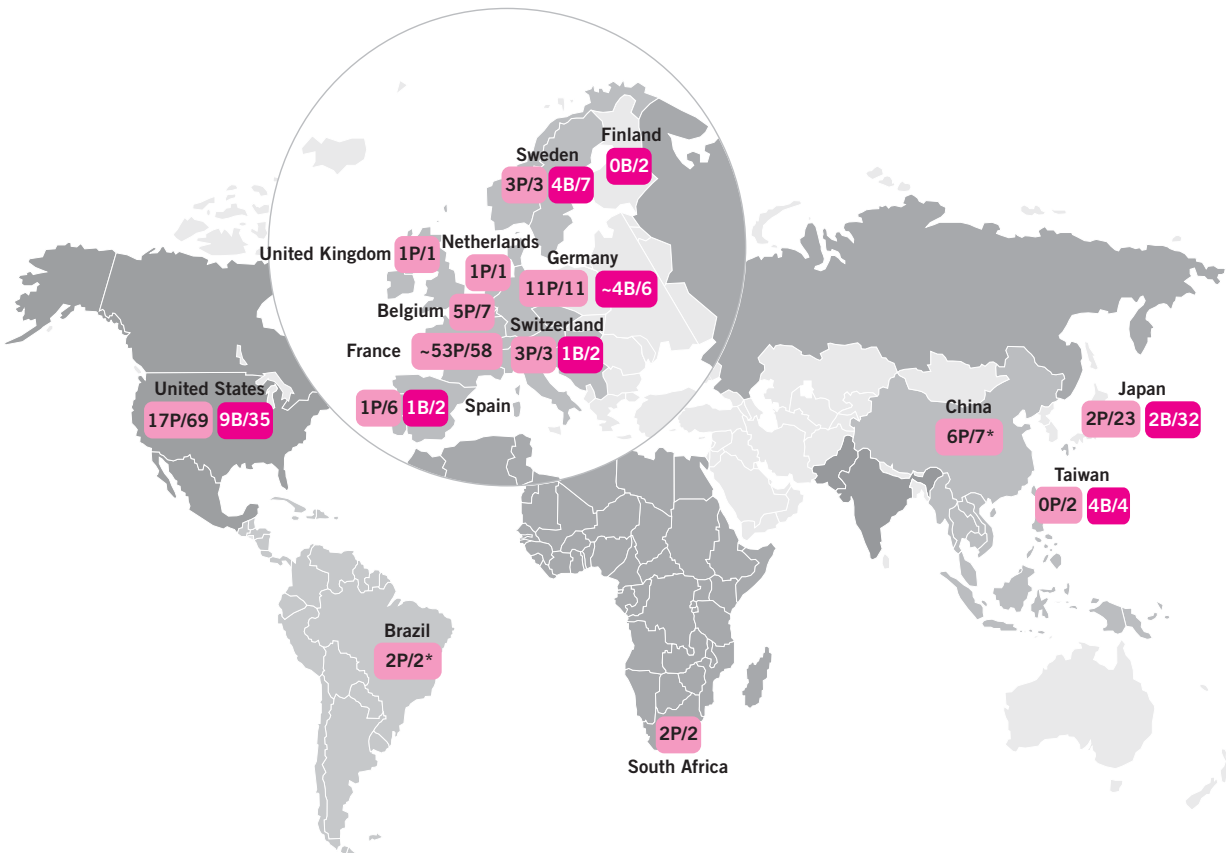 Finland
0B/2
Sweden
3P/3 4B/7
United Kingdom 1P/1
Netherlands
1P/1
Germany
11P/11 ~4B/6
Belgium 5P/7
Switzerland
3P/3 1B/2
France ~53P/58
1P/6 1B/2 Spain
United States
17P/69 9B/35
China
6P/7*
Japan
2P/23 2B/32
Taiwan
0P/2 4B/4
Brazil
2P/2*
2P/2
South Africa